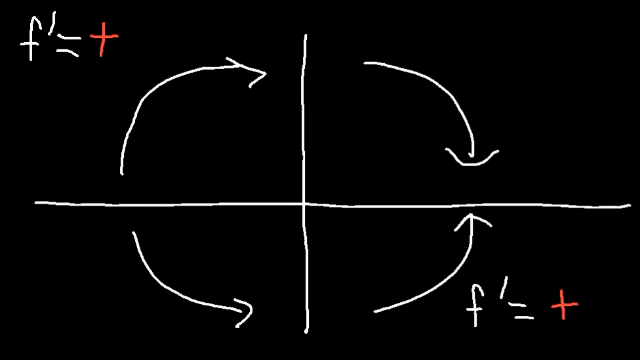 f'= +
f'= +